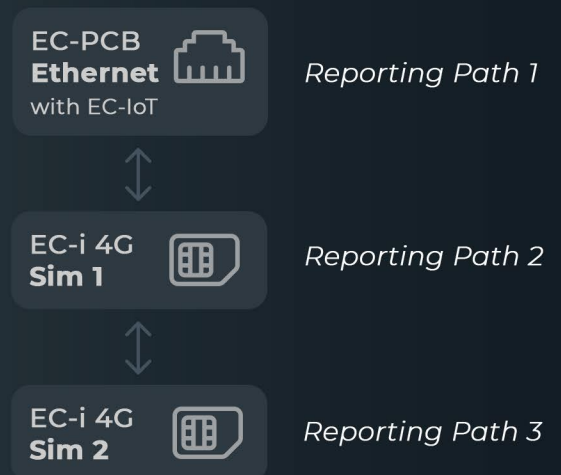 EC-PCB
Ethernet
with EC-IoT
Reporting Path 1
EC-i 4G
Sim 1
Reporting Path 2
EC-i 4G
Sim 2
Reporting Path 3